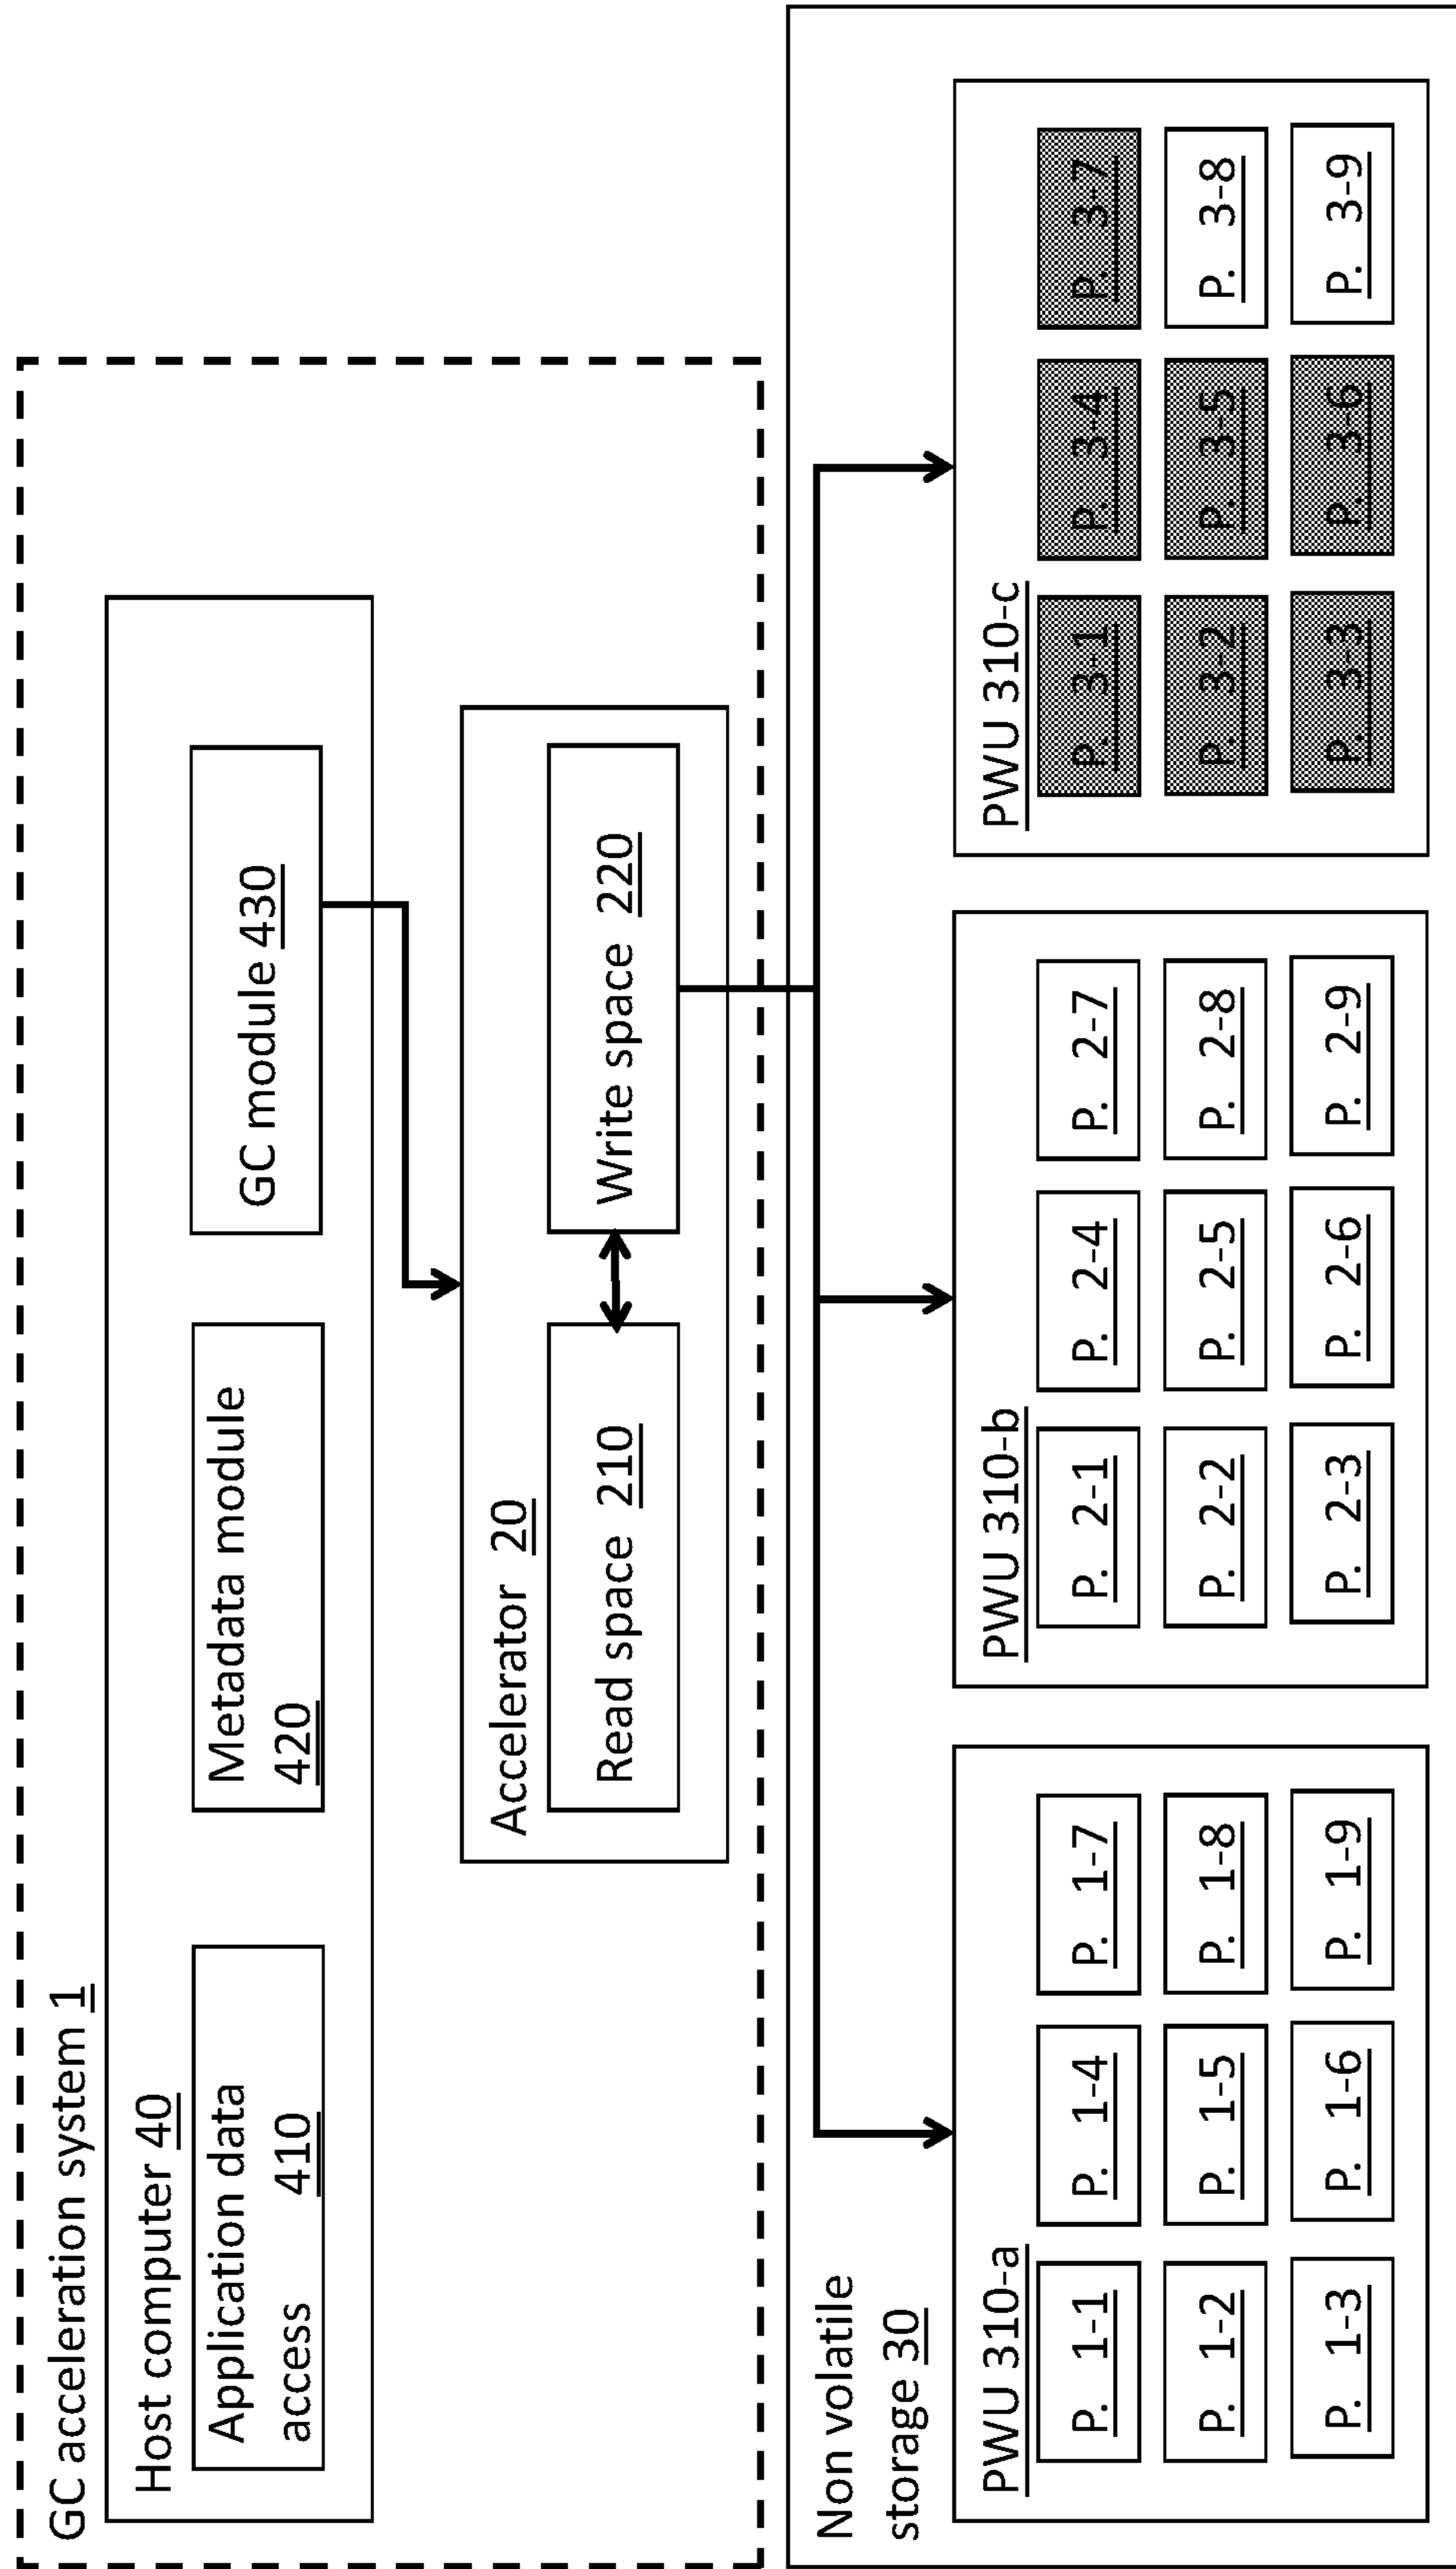 GC acceleration system 1
Host computer 40
Application data
access 410
Metadata module
420
GC module 430
Accelerator 20
Read space 210
Write space 220
Non volatile
storage 30
PWU 310-a
P. 1-1
P. 1-4
P. 1-7
P. 1-2
P. 1-5
P. 1-8
P. 1-3
P. 1-6
P. 1-9
PWU 310-b
P. 2-1
P. 2-4
P. 2-7
P. 2-2
P. 2-5
P. 2-8
P. 2-3
P. 2-6
P. 2-9
PWU 310-c
P. 3-1
P. 3-4
P. 3-7
P. 3-2
P. 3-5
P. 3-8
P. 3-3
P. 3-6
P. 3-9